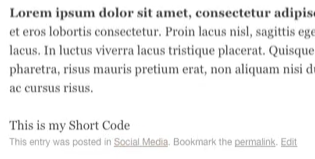 Lorem ipsum dolor sit amet, consectetur
et eros lobortis consectetur. Proin lacus nisl, sagittis
lacus. In luctus viverra lacus tristique placerat. Quisque
pharetra, risus mauris pretium erat, non aliquam nisi
ac cursus risus.
This is my Short Code
This entry was posted in Social Media. Bookmark the permalink. Edit